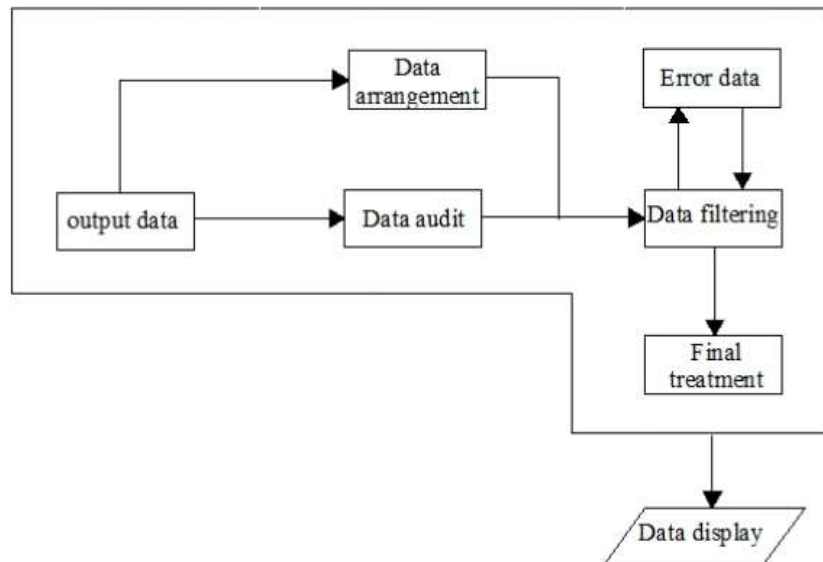 Data
arrangement
Error data
output data
Data audit
Data filtering
Final
treatment
Data display